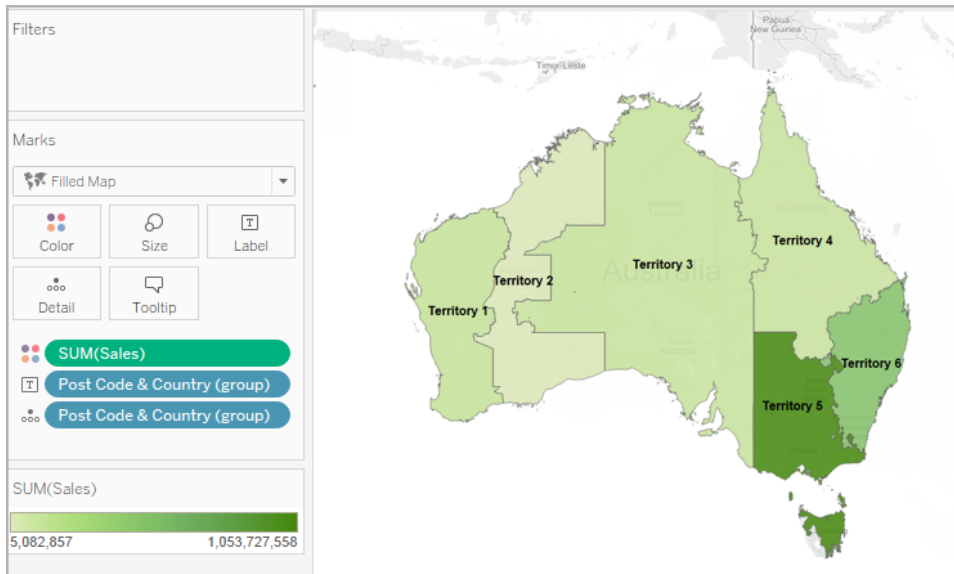 Filters
Marks
Filled Map
Color
Size
T
Label
Detail
Tooltip
SUM(Sales)
T
Post Code & Country (group)
Post Code & Country (group)
SUM(Sales)
5,082,857
1,053,727,558
Papua
New Guinea
Timor-Leste
Territory 4
Territory 3
Australia
Territory 2
Territory 1
Territory 6
Territory 5